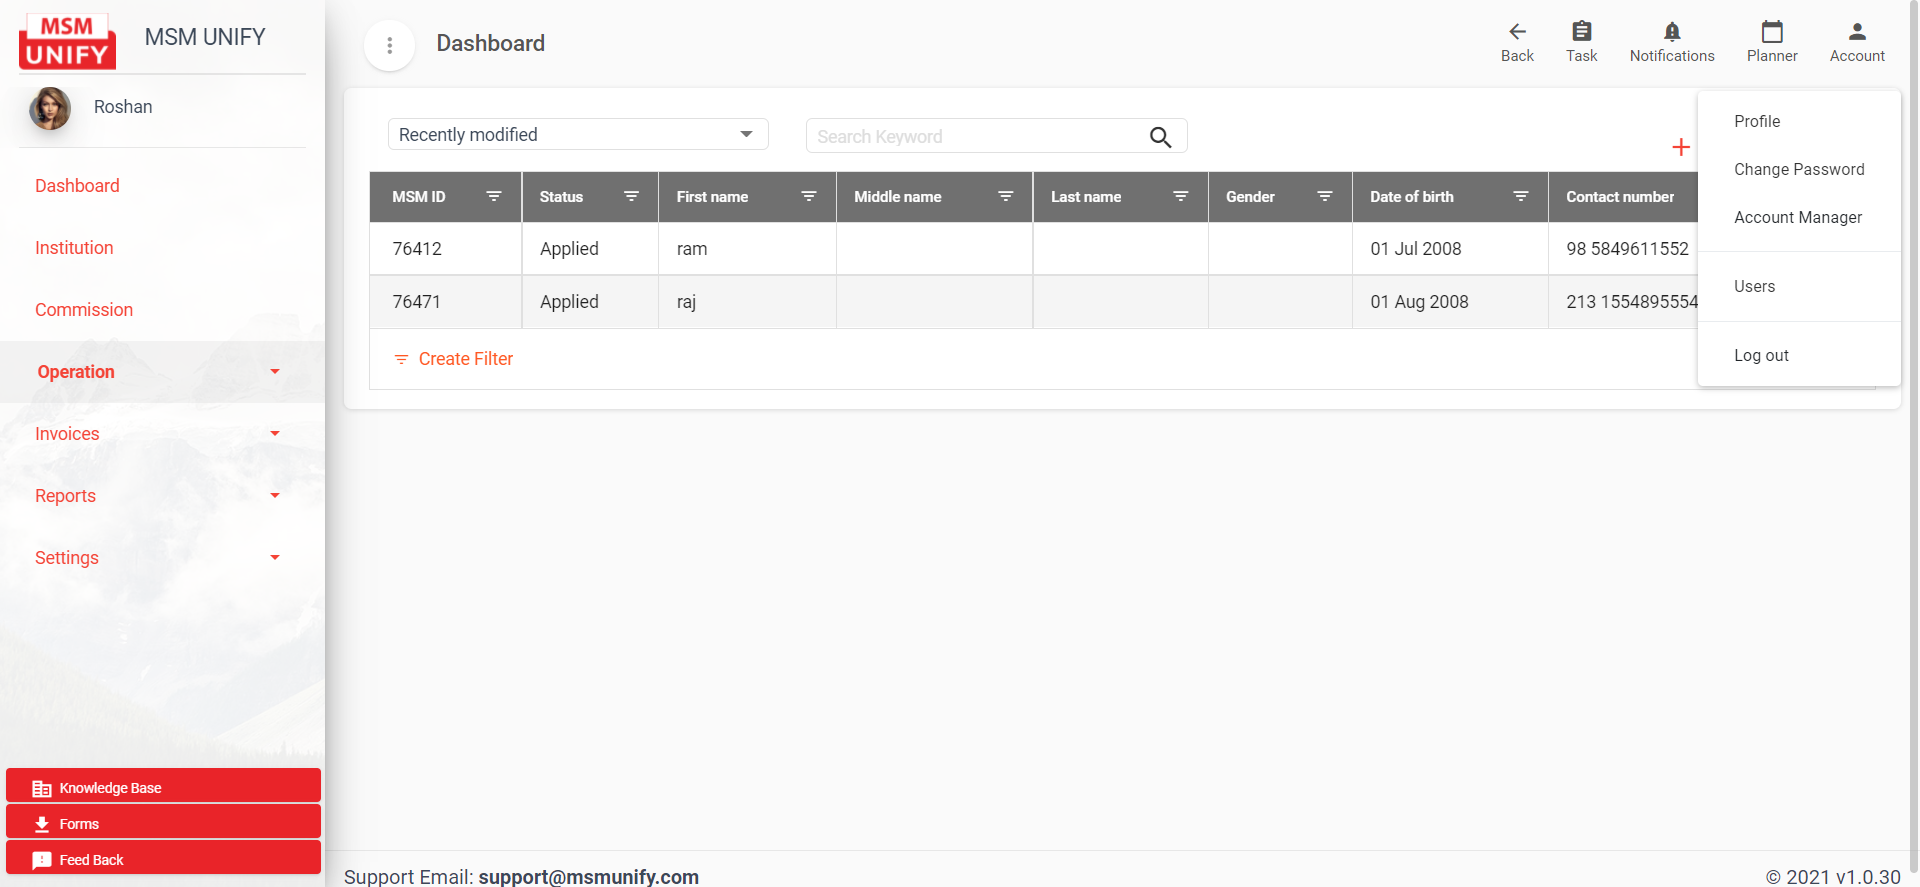 MSM
UNIFY
MSM UNIFY
Roshan
Dashboard
Institution
Commission
Operation
Invoices
Reports
Settings
Knowledge Base
Forms
Feed Back
Dashboard
Back
Task
Notifications
Planner
Account
Recently modified
Search Keyword
+
Profile
Change Password
Account Manager
Users
Log out
MSM ID Status First name Middle name Last name Gender Date of birth Contact number
76412 Applied ram 01 Jul 2008 98 5849611552
76471 Applied raj 01 Aug 2008 213 1554895554
Create Filter
Support Email: support@msmunify.com
© 2021 v1.0.30